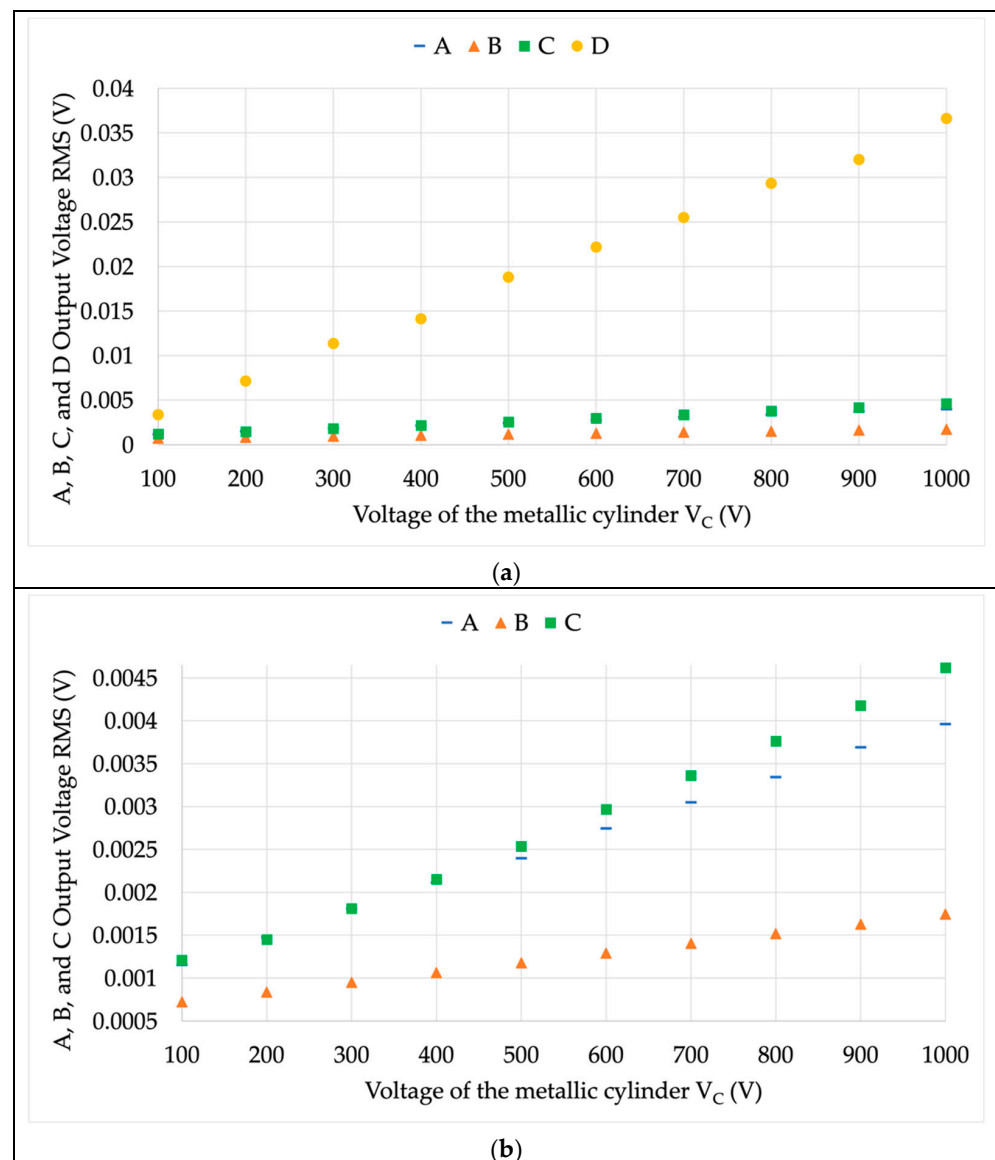 A B C D
0.04
0.035
0.03
0.025
0.02
0.015
0.01
0.005
0
A, B, C, and D Output Voltage RMS (V)
100 200 300 400 500 600 700 800 900 1000
Voltage of the metallic cylinder V_C (V)
(a)
A B C
0.0045
0.004
0.0035
0.003
0.0025
0.002
0.0015
0.001
0.0005
A, B, and C Output Voltage RMS (V)
100 200 300 400 500 600 700 800 900 1000
Voltage of the metallic cylinder V_C (V)
(b)